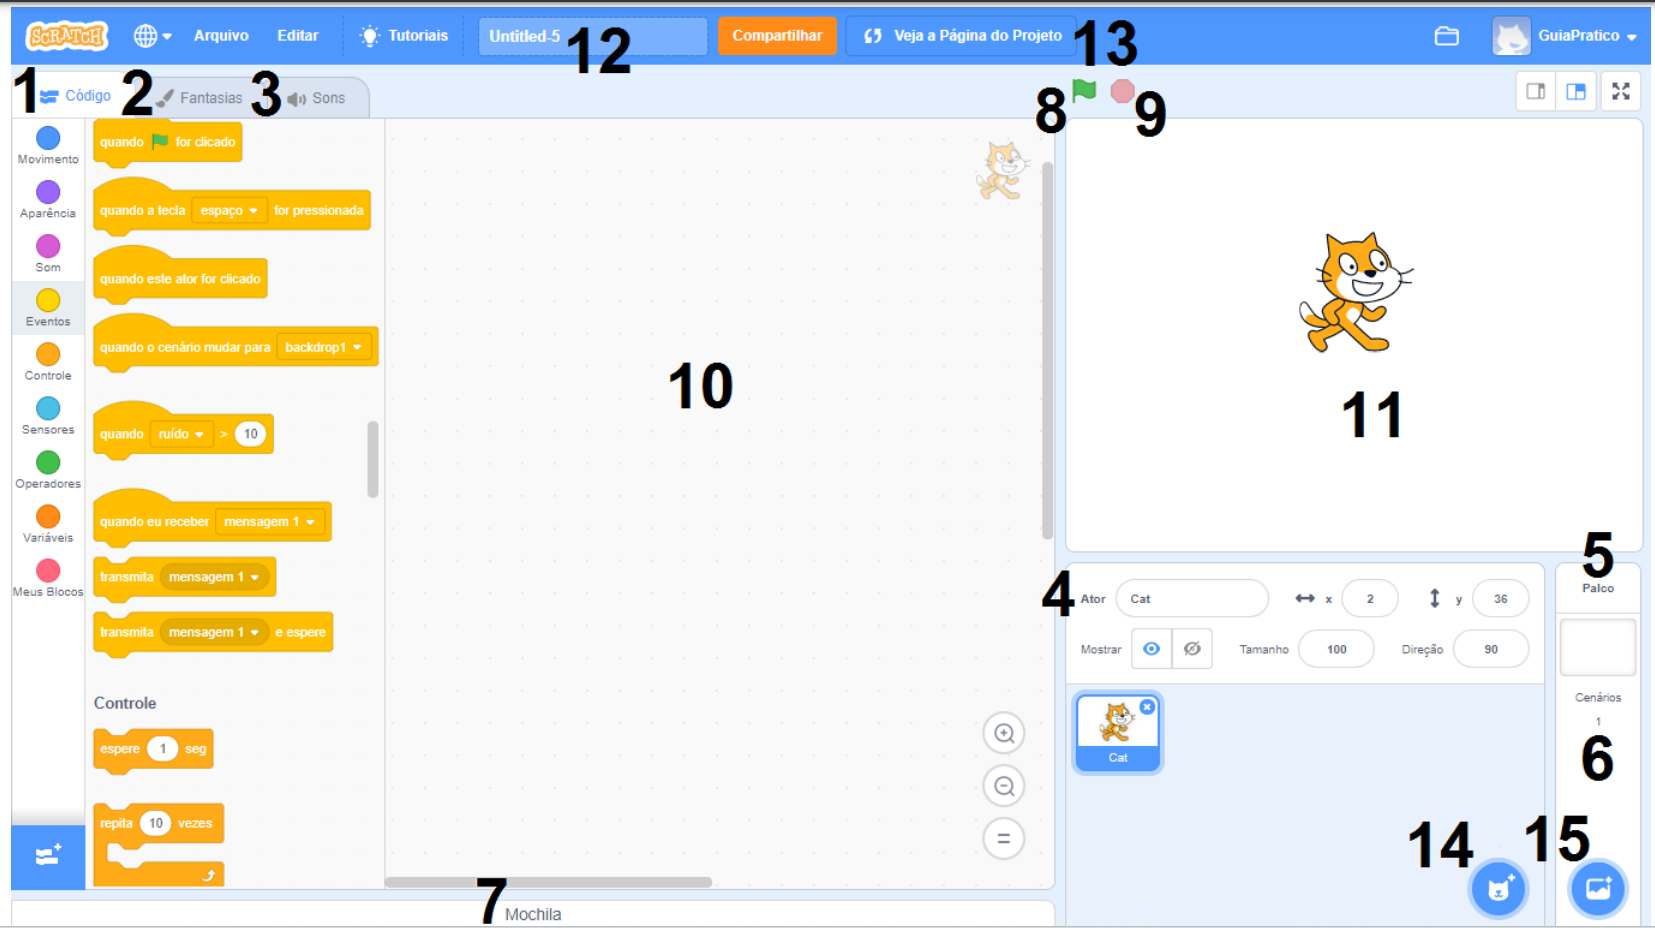 SCRATCH Arquivo Editar Tutoriais Untitled-5 12 Compartilhar Veja a Página do Projeto 13 GuiaPratico
1 Código 2 Fantasias 3 Sons 8 9
Movimento
Aparência
Som
Eventos
Controle
Sensores
Operadores
Variáveis
Meus Blocos
quando for clicado
quando a tecla espaço for pressionada
quando este ator for clicado
quando o cenário mudar para backdrop1
quando ruído > 10
quando eu receber mensagem 1
transmita mensagem 1
transmita mensagem 1 e espere
Controle
espere 1 seg
repita 10 vezes
10
=
7 Mochila
11
4 Ator Cat x 2 y 36
Mostrar Tamanho 100 Direção 90
Cat
14
5
Palco
Cenários
1
6
15